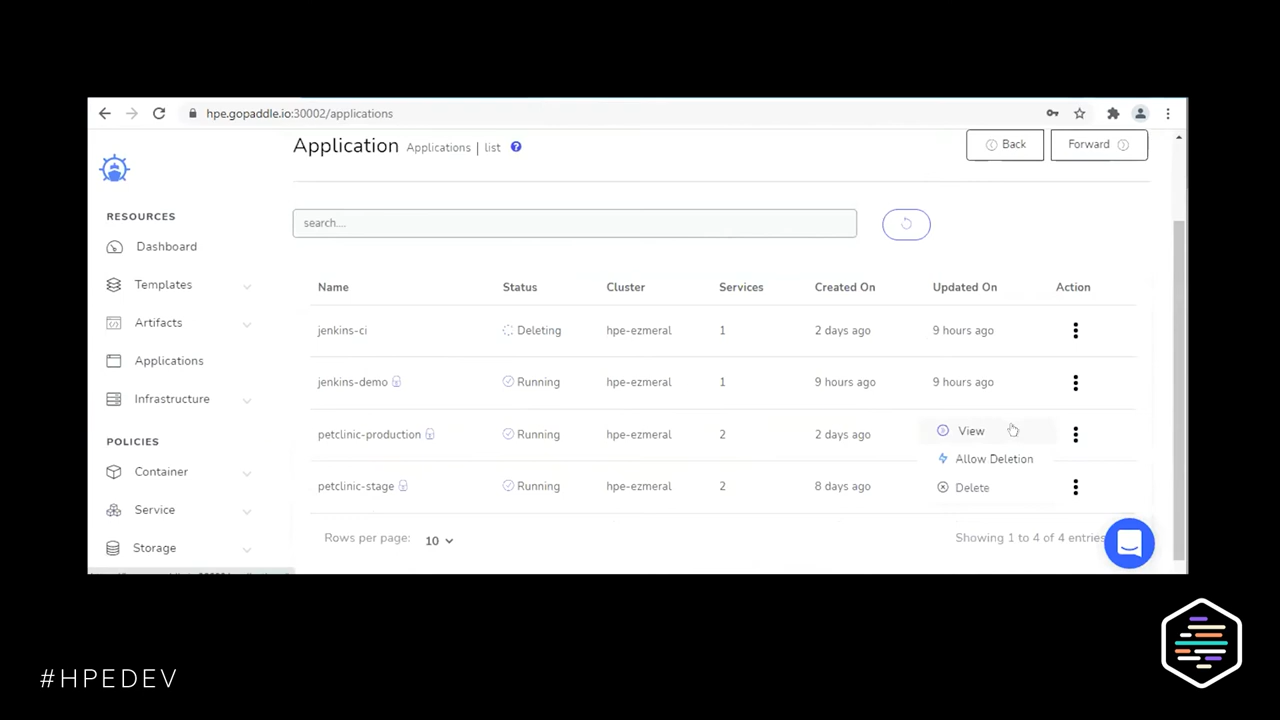 hpe.gopaddle.io:30002/applications
Application Applications | list ?
Back
Forward
RESOURCES
Dashboard
Templates
Artifacts
Applications
Infrastructure
POLICIES
Container
Service
Storage
search....
Name Status Cluster Services Created On Updated On Action
jenkins-ci Deleting hpe-ezmeral 1 2 days ago 9 hours ago
jenkins-demo Running hpe-ezmeral 1 9 hours ago 9 hours ago
petclinic-production Running hpe-ezmeral 2 2 days ago
petclinic-stage Running hpe-ezmeral 2 8 days ago
View
Allow Deletion
Delete
Rows per page: 10
Showing 1 to 4 of 4 entries
#HPEDEV